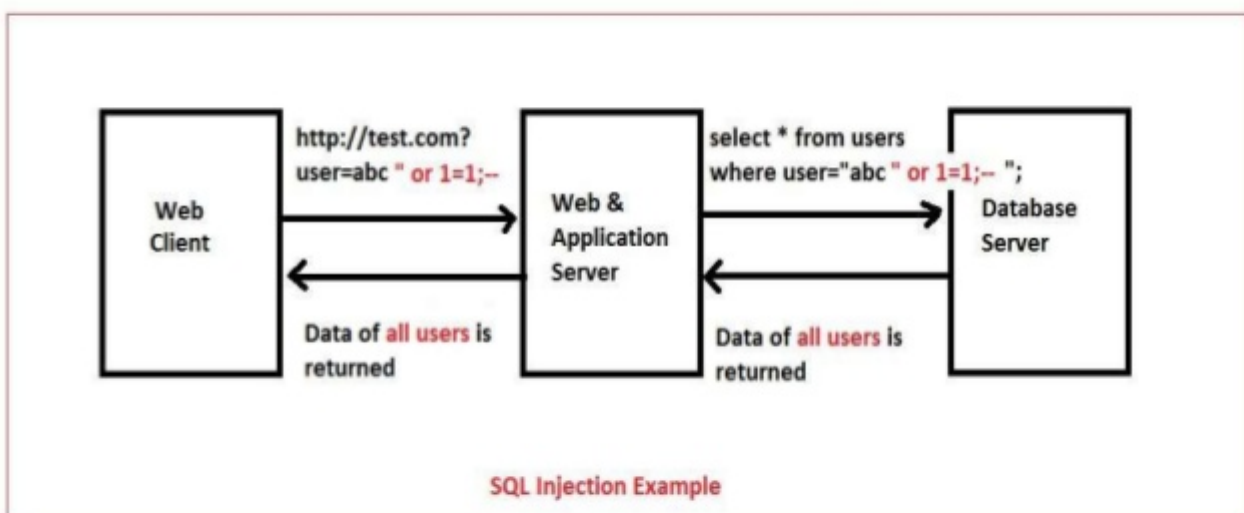 http://test.com?
user=abc " or 1=1;--
select * from users
where user="abc " or 1=1;-- ";
Web
Client
Web &
Application
Server
Database
Server
Data of all users is
returned
Data of all users is
returned
SQL Injection Example